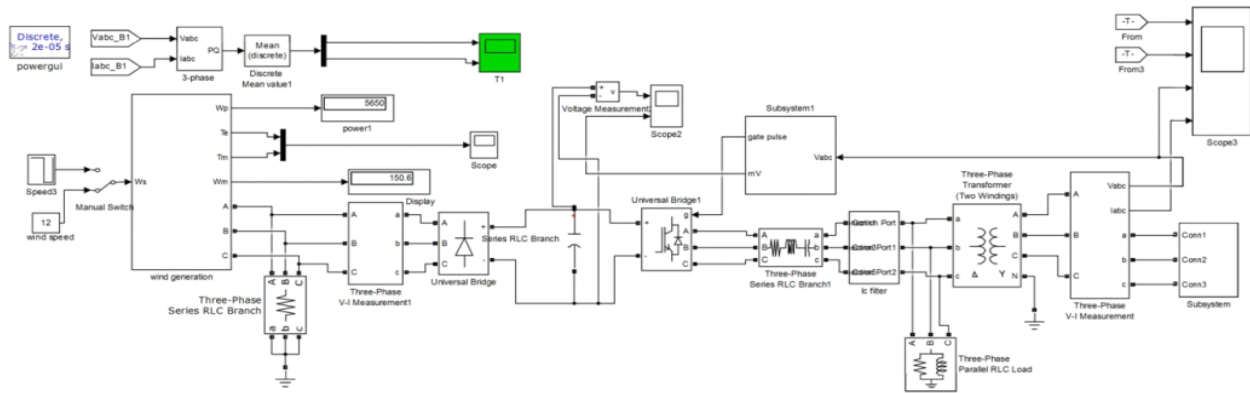 Discrete,
2e-05 s
powergui
Vabc_B1
Iabc_B1
Vabc
Iabc
PQ
3-phase
Mean
(discrete)
Discrete
Mean value1
T1
-T-
From
-T-
From3
Scope3
Wp
Te
Tm
Wm
Ws
A
B
C
wind generation
5650
power1
Scope
150.6
Display
Speed3
Manual Switch
12
wind speed
+
-
v
Voltage Measurement
Scope2
Subsystem1
gate pulse
mV
Vabc
A
B
C
a
b
c
Three-Phase
V-I Measurement1
A
B
C
+
-
Universal Bridge
Series RLC Branch
Universal Bridge1
+
-
g
A
B
C
A
B
C
a
b
c
Three-Phase
Series RLC Branch1
Port
Port1
Port2
lc filter
Three-Phase
Transformer
(Two Windings)
a
b
c
A
B
C
N
Δ
Y
A
B
C
Vabc
Iabc
a
b
c
Three-Phase
V-I Measurement
Conn1
Conn2
Conn3
Subsystem
A B C
a b c
Three-Phase
Series RLC Branch
A B C
Three-Phase
Parallel RLC Load